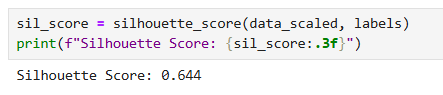 sil_score = silhouette_score(data_scaled, labels)
print(f"Silhouette Score: {sil_score:.3f}")
Silhouette Score: 0.644